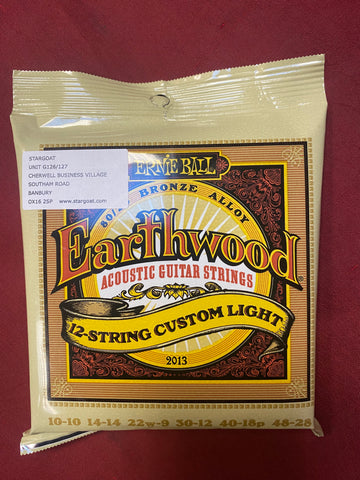 STARGOAT
UNIT G126/127
CHERWELL BUSINESS VILLAGE
SOUTHAM ROAD
BANBURY
OX16 2SP www.stargoat.com
ERNIE BALL
BRONZE ALLOY
Earthwood
ACOUSTIC GUITAR STRINGS
12-STRING CUSTOM LIGHT
2013
10-10 14-14 22w-9 30-12 40-18p 48-28